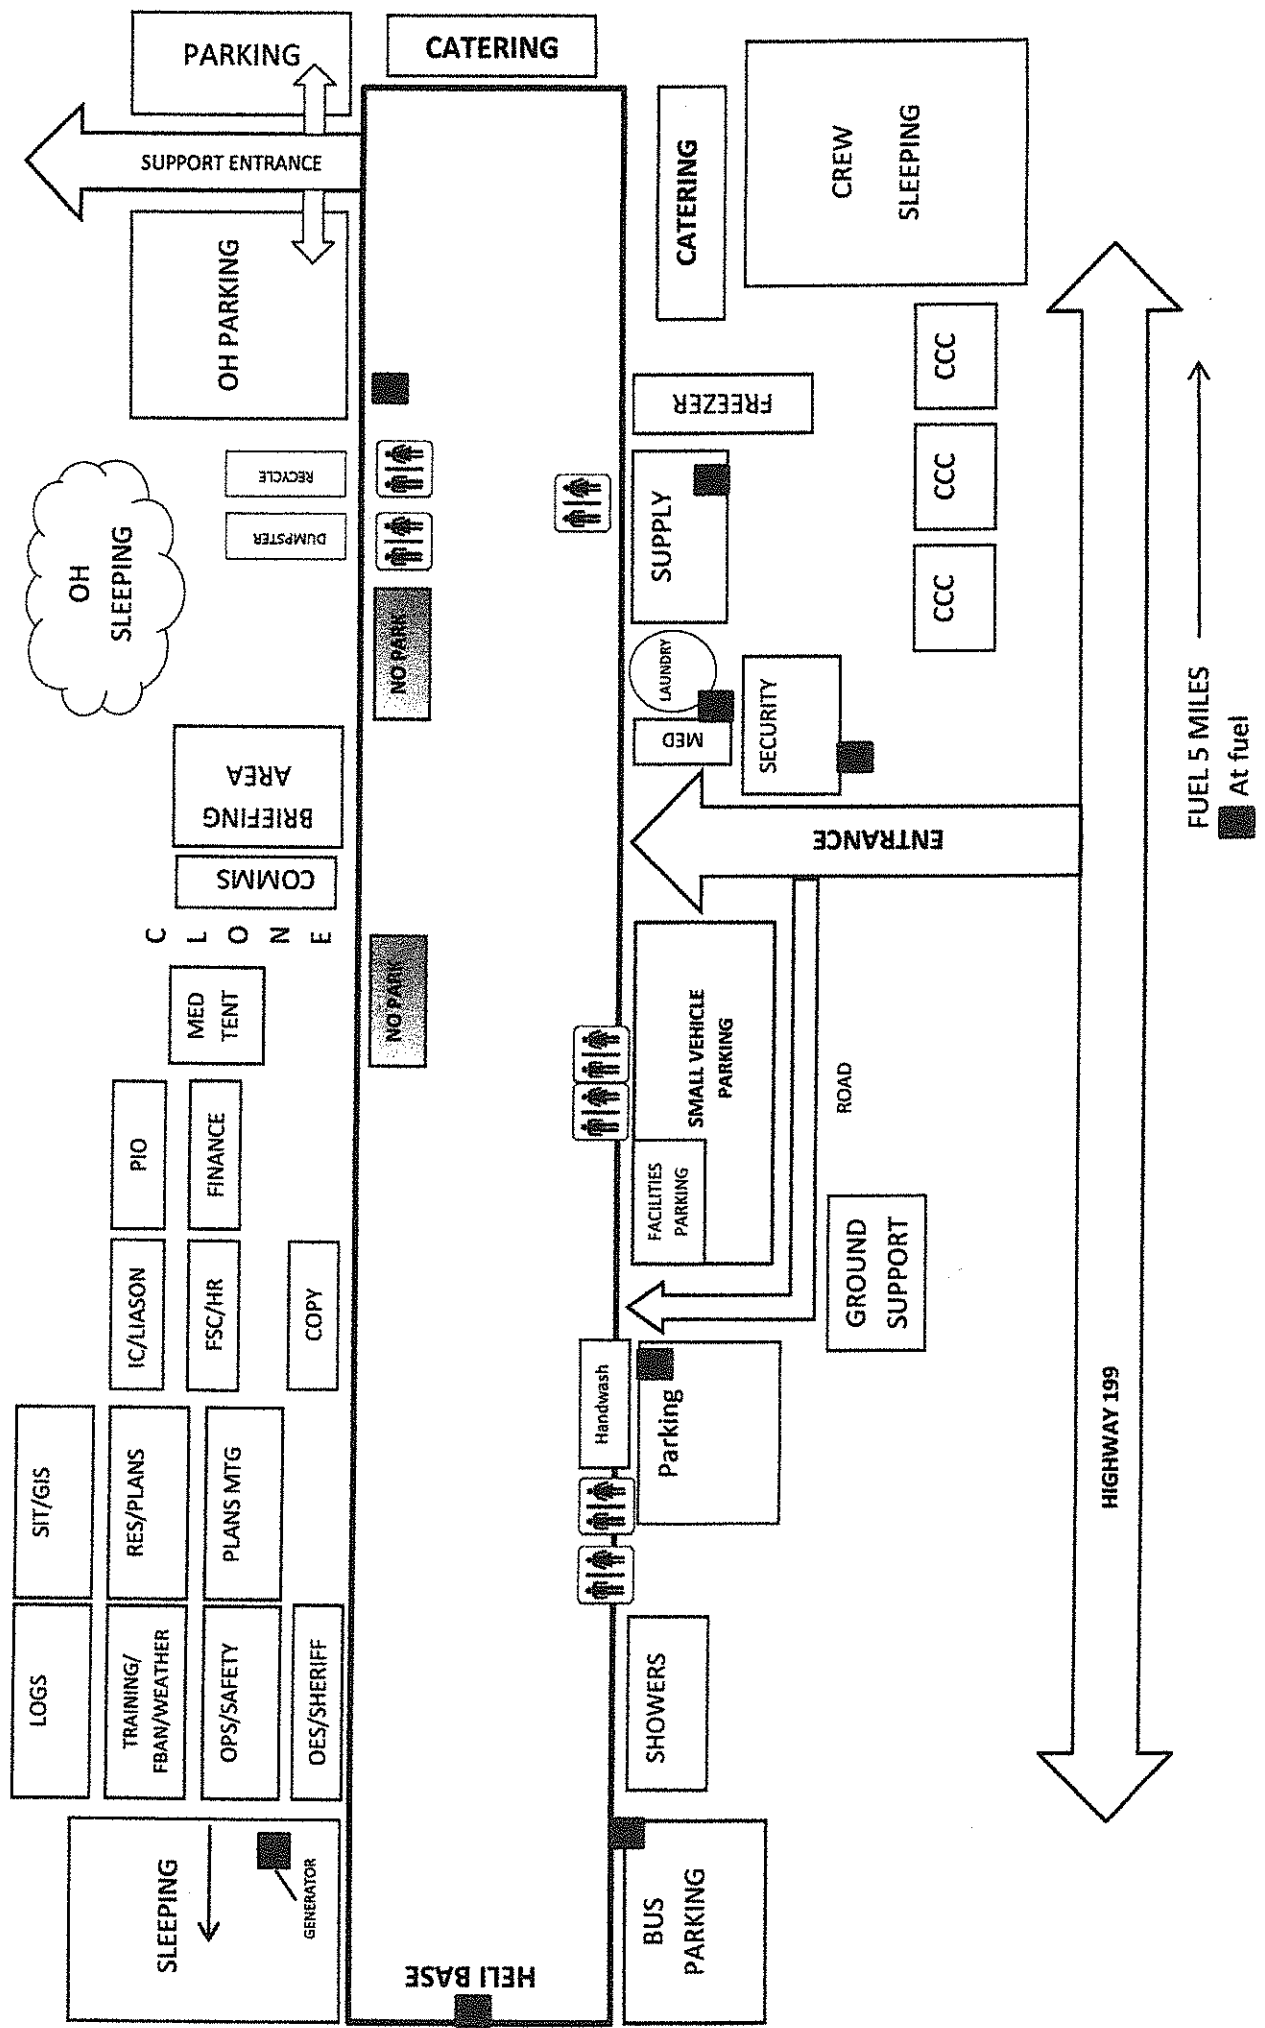 PARKING
CATERING
SUPPORT ENTRANCE
OH PARKING
CATERING
CREW
SLEEPING
RECYCLE
DUMPSTER
OH
SLEEPING
FREEZER
SUPPLY
CCC
CCC
CCC
NO PARK
LAUNDRY
MED
SECURITY
BRIEFING
AREA
COMMS
ENTRANCE
FUEL 5 MILES
At fuel
C
L
O
N
E
MED
TENT
NO PARK
SMALL VEHICLE
PARKING
FACILITIES
PARKING
ROAD
PIO
FINANCE
IC/LIASON
FSC/HR
COPY
GROUND
SUPPORT
Handwash
Parking
HIGHWAY 199
SIT/GIS
RES/PLANS
PLANS MTG
LOGS
TRAINING/
FBAN/WEATHER
OPS/SAFETY
OES/SHERIFF
SHOWERS
SLEEPING
GENERATOR
HELI BASE
BUS
PARKING